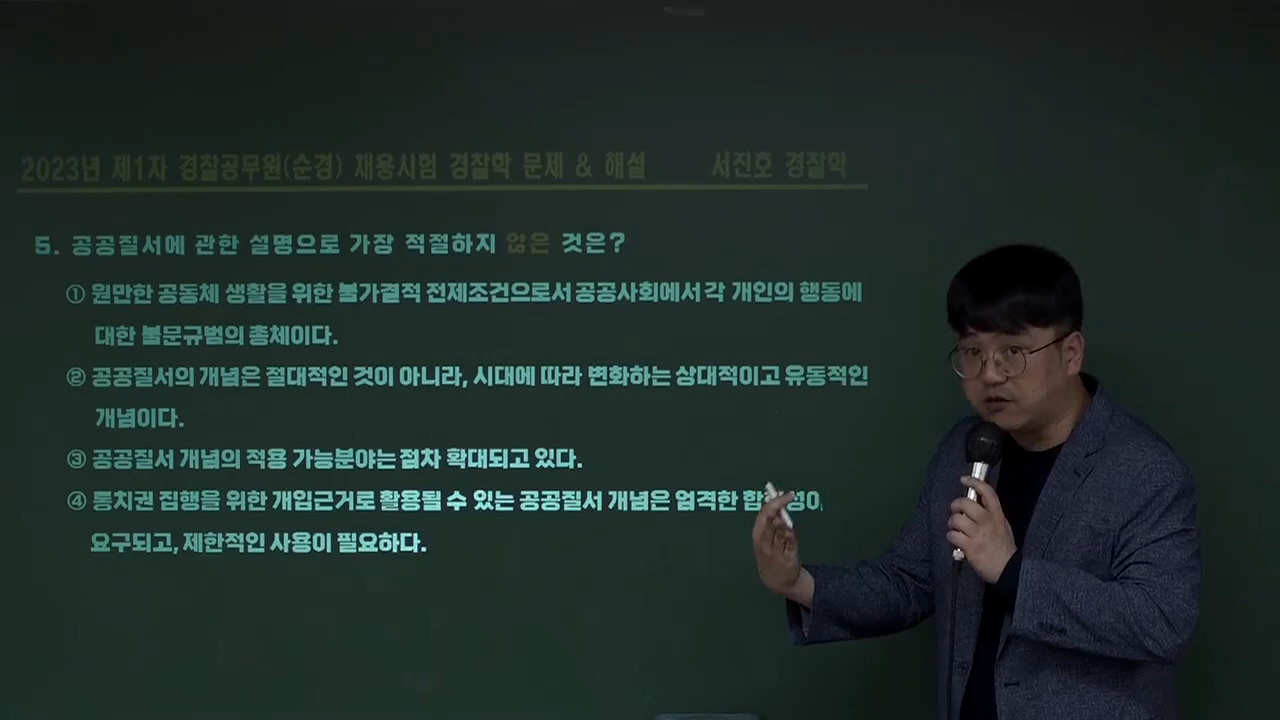 2023년 제1차 경찰공무원(순경) 채용시험 경찰학 문제 & 해설 서진호 경찰학
5. 공공질서에 관한 설명으로 가장 적절하지 않은 것은?
① 원만한 공동체 생활을 위한 불가결적 전제조건으로서 공공사회에서 각 개인의 행동에
대한 불문규범의 총체이다.
② 공공질서의 개념은 절대적인 것이 아니라, 시대에 따라 변화하는 상대적이고 유동적인
개념이다.
③ 공공질서 개념의 적용 가능분야는 점차 확대되고 있다.
④ 통치권 집행을 위한 개입근거로 활용될 수 있는 공공질서 개념은 엄격한
요구되고, 제한적인 사용이 필요하다.